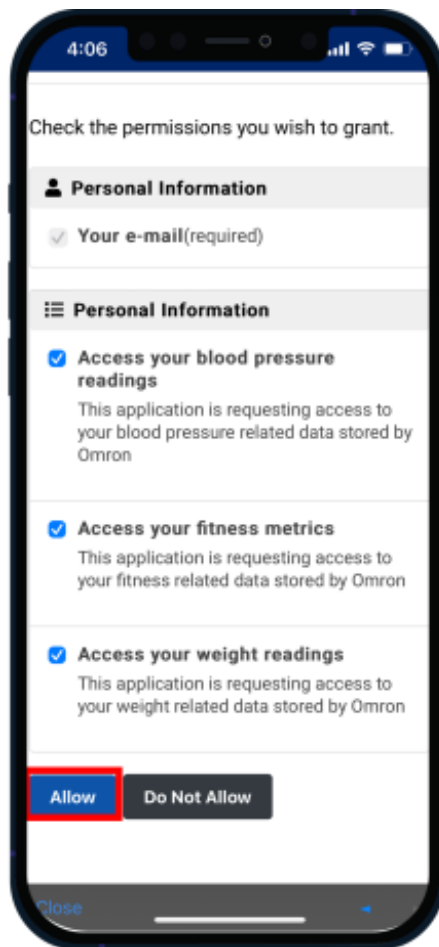 4:06
Check the permissions you wish to grant.
Personal Information
Your e-mail(required)
Personal Information
Access your blood pressure
readings
This application is requesting access to
your blood pressure related data stored by
Omron
Access your fitness metrics
This application is requesting access to
your fitness related data stored by Omron
Access your weight readings
This application is requesting access to
your weight related data stored by Omron
Allow
Do Not Allow
Close